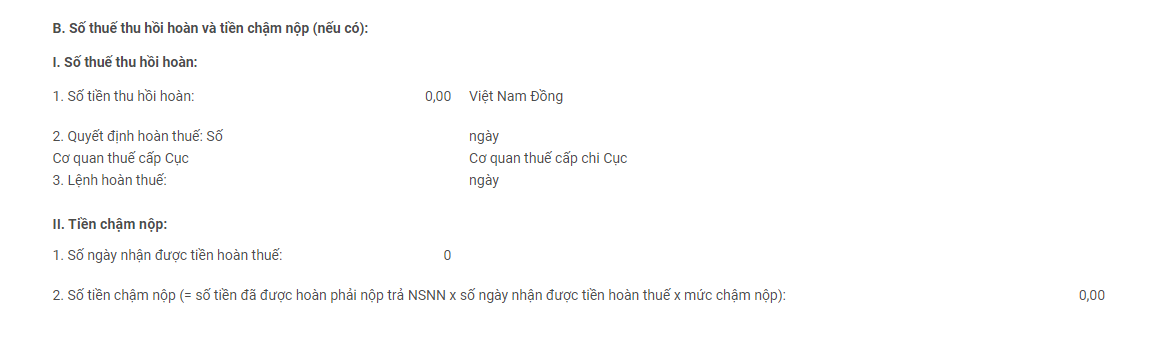 B. Số thuế thu hồi hoàn và tiền chậm nộp (nếu có):
I. Số thuế thu hồi hoàn:
1. Số tiền thu hồi hoàn: 0,00 Việt Nam Đồng
2. Quyết định hoàn thuế: Số ngày
Cơ quan thuế cấp Cục Cơ quan thuế cấp chi Cục
3. Lệnh hoàn thuế: ngày
II. Tiền chậm nộp:
1. Số ngày nhận được tiền hoàn thuế: 0
2. Số tiền chậm nộp (= số tiền đã được hoàn phải nộp trả NSNN x số ngày nhận được tiền hoàn thuế x mức chậm nộp): 0,00